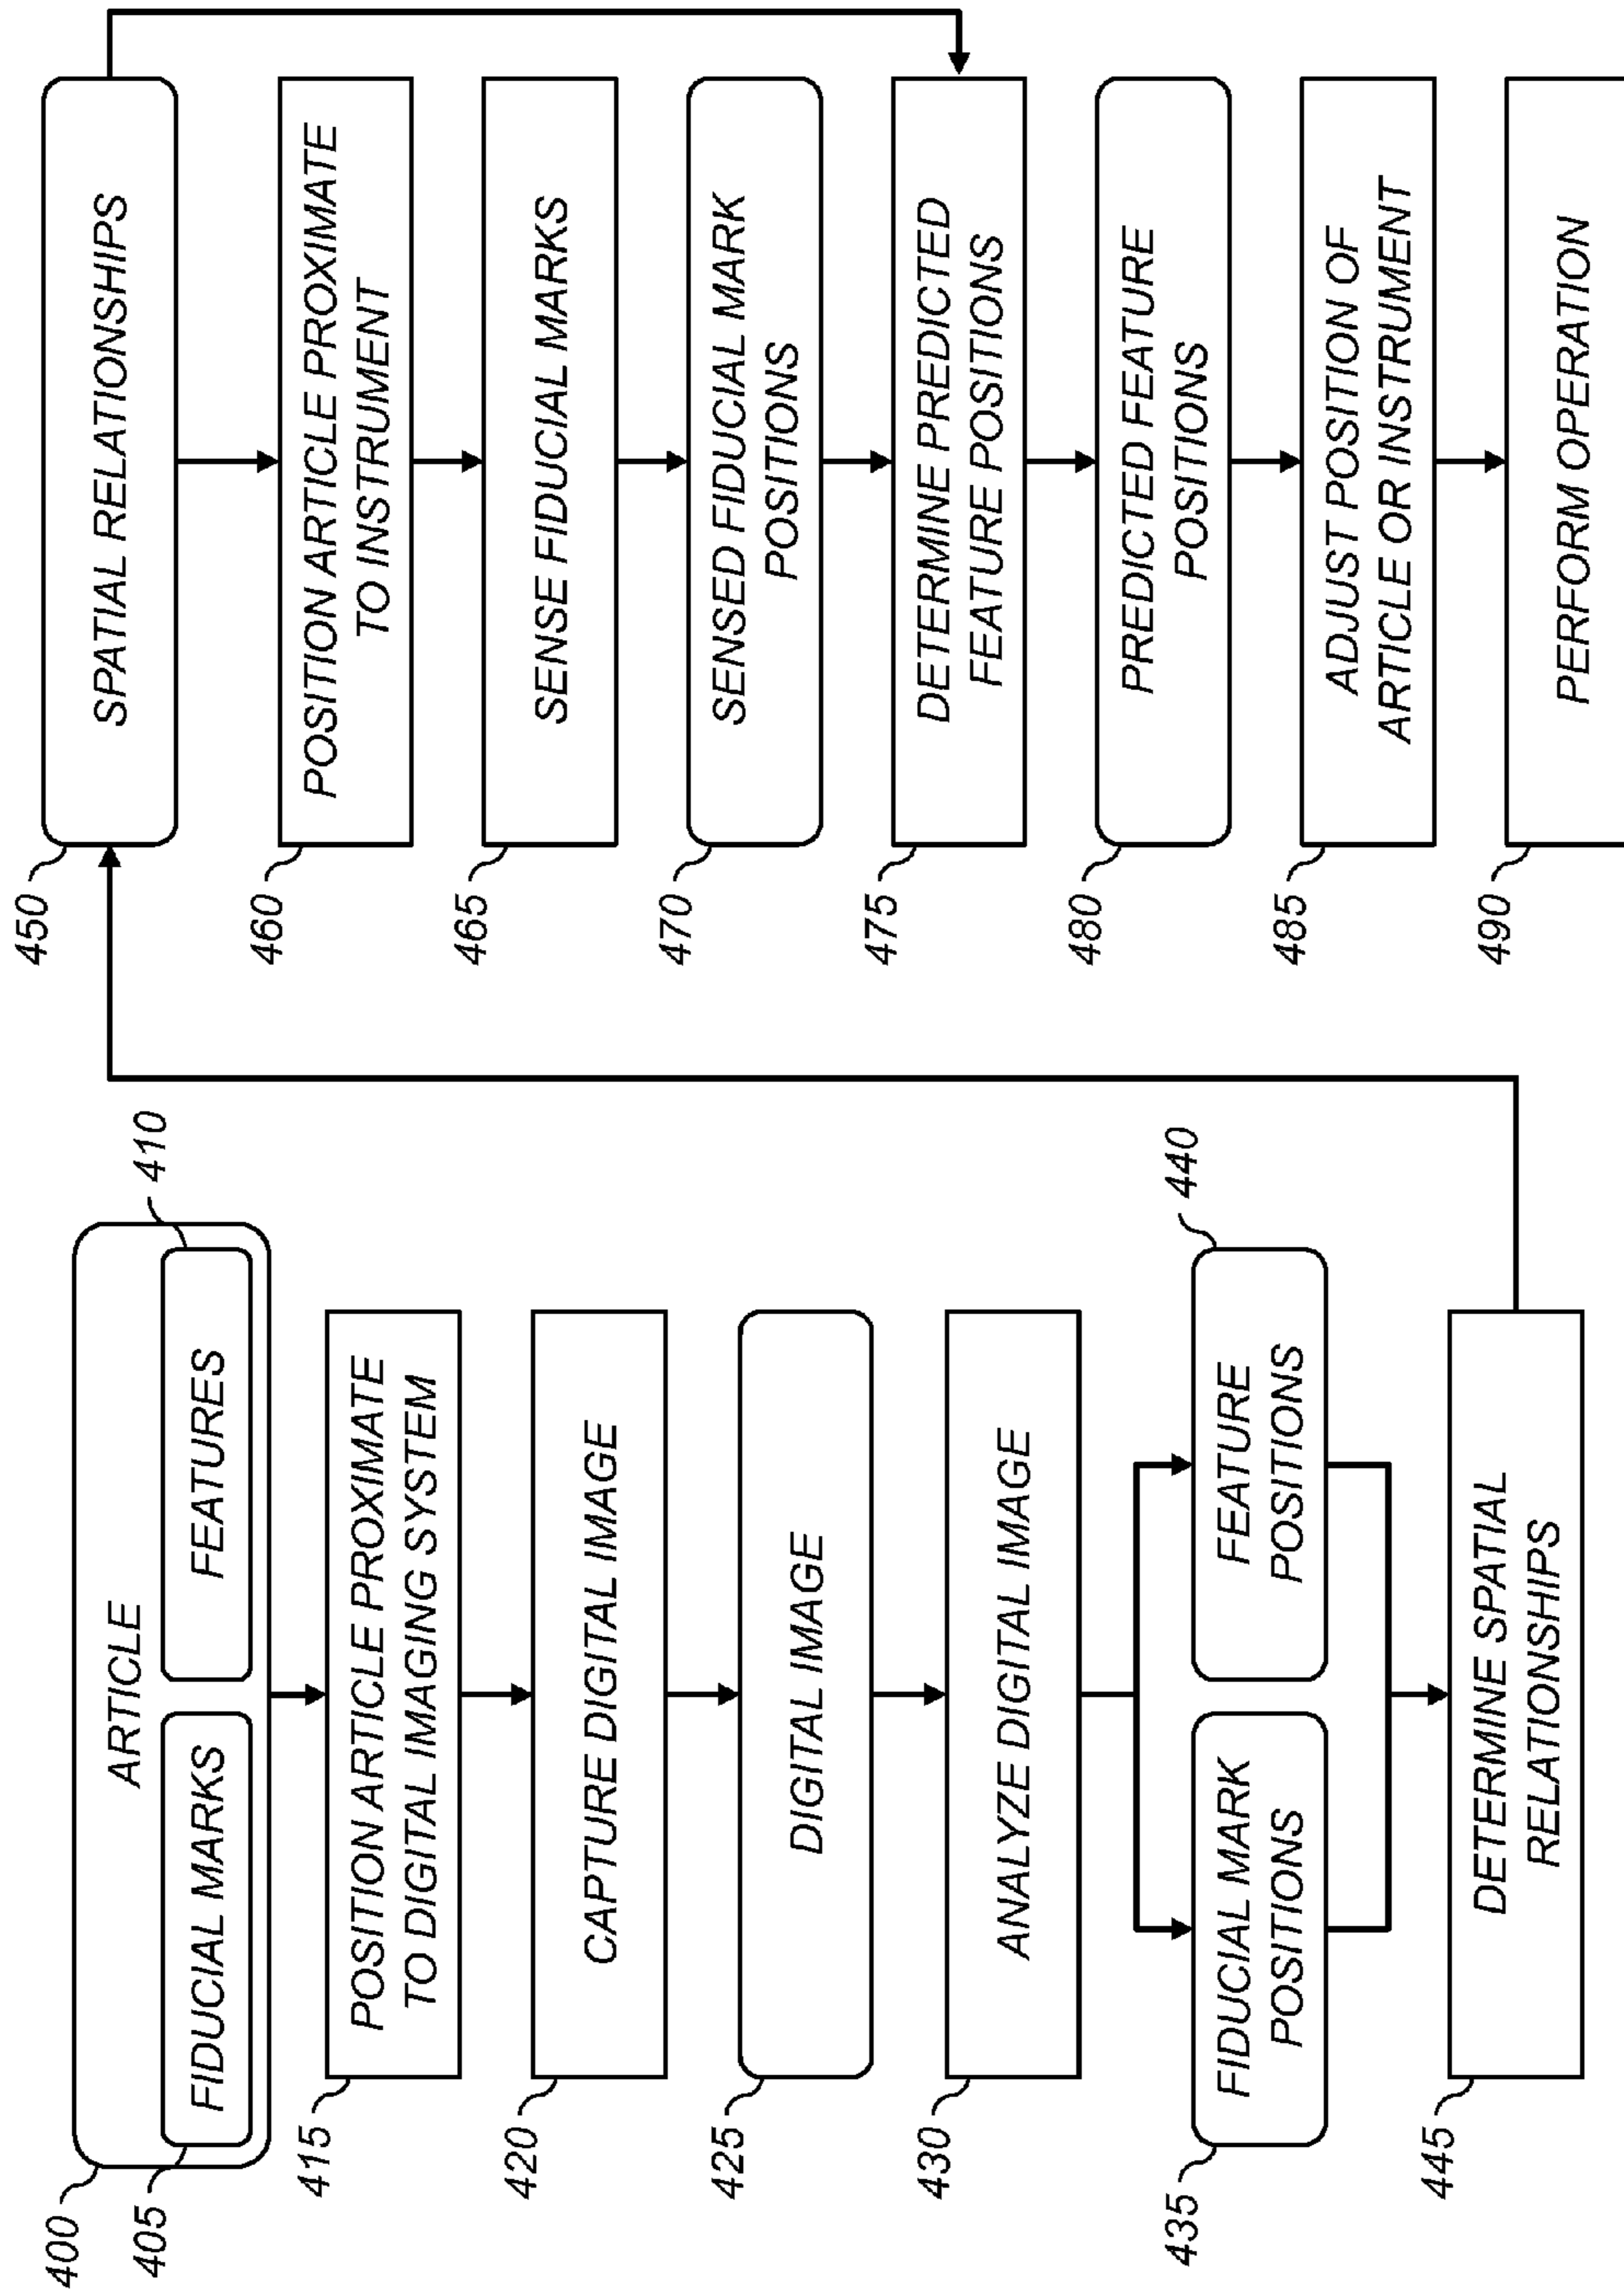 400
ARTICLE
405
FIDUCIAL MARKS
FEATURES
410
415
POSITION ARTICLE PROXIMATE
TO DIGITAL IMAGING SYSTEM
420
CAPTURE DIGITAL IMAGE
425
DIGITAL IMAGE
430
ANALYZE DIGITAL IMAGE
435
FIDUCIAL MARK
POSITIONS
FEATURE
POSITIONS
440
445
DETERMINE SPATIAL
RELATIONSHIPS
450
SPATIAL RELATIONSHIPS
460
POSITION ARTICLE PROXIMATE
TO INSTRUMENT
465
SENSE FIDUCIAL MARKS
470
SENSED FIDUCIAL MARK
POSITIONS
475
DETERMINE PREDICTED
FEATURE POSITIONS
480
PREDICTED FEATURE
POSITIONS
485
ADJUST POSITION OF
ARTICLE OR INSTRUMENT
490
PERFORM OPERATION